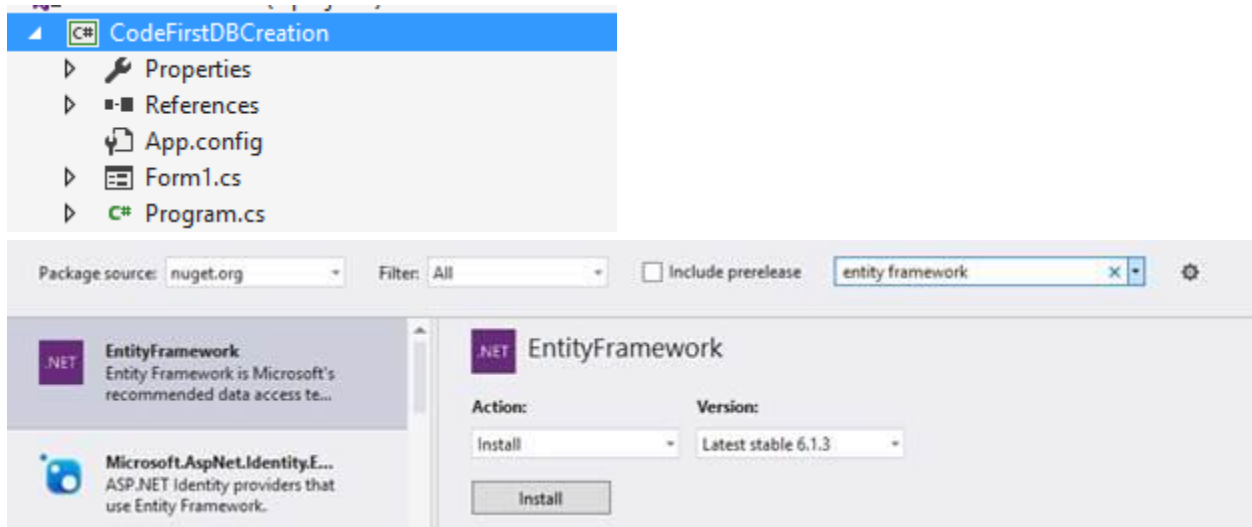 C# CodeFirstDBCreation
Properties
References
App.config
Form1.cs
C# Program.cs
Package source: nuget.org Filter: All Include prerelease entity framework
.NET EntityFramework
Entity Framework is Microsoft's
recommended data access te...
Microsoft.AspNet.Identity.E...
ASP.NET Identity providers that
use Entity Framework.
.NET EntityFramework
Action: Version:
Install Latest stable 6.1.3
Install